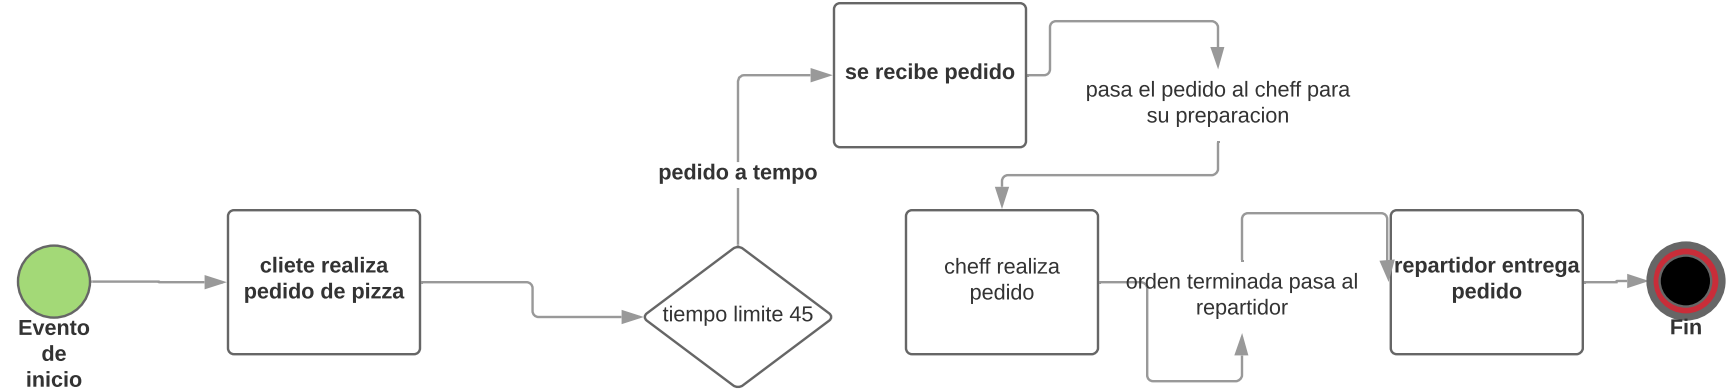 Evento
de
inicio
cliete realiza
pedido de pizza
tiempo limite 45
pedido a tempo
se recibe pedido
pasa el pedido al cheff para
su preparacion
cheff realiza
pedido
orden terminada pasa al
repartidor
repartidor entrega
pedido
Fin